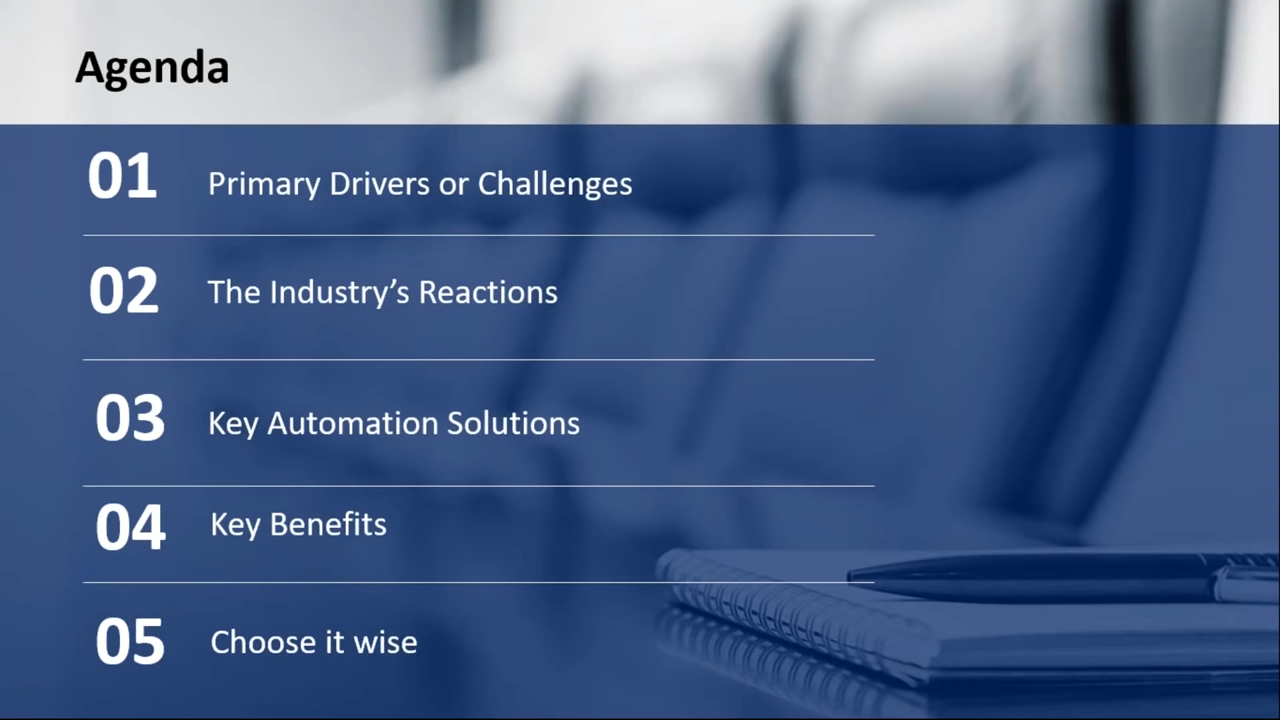 Agenda
01 Primary Drivers or Challenges
02 The Industry’s Reactions
03 Key Automation Solutions
04 Key Benefits
05 Choose it wise